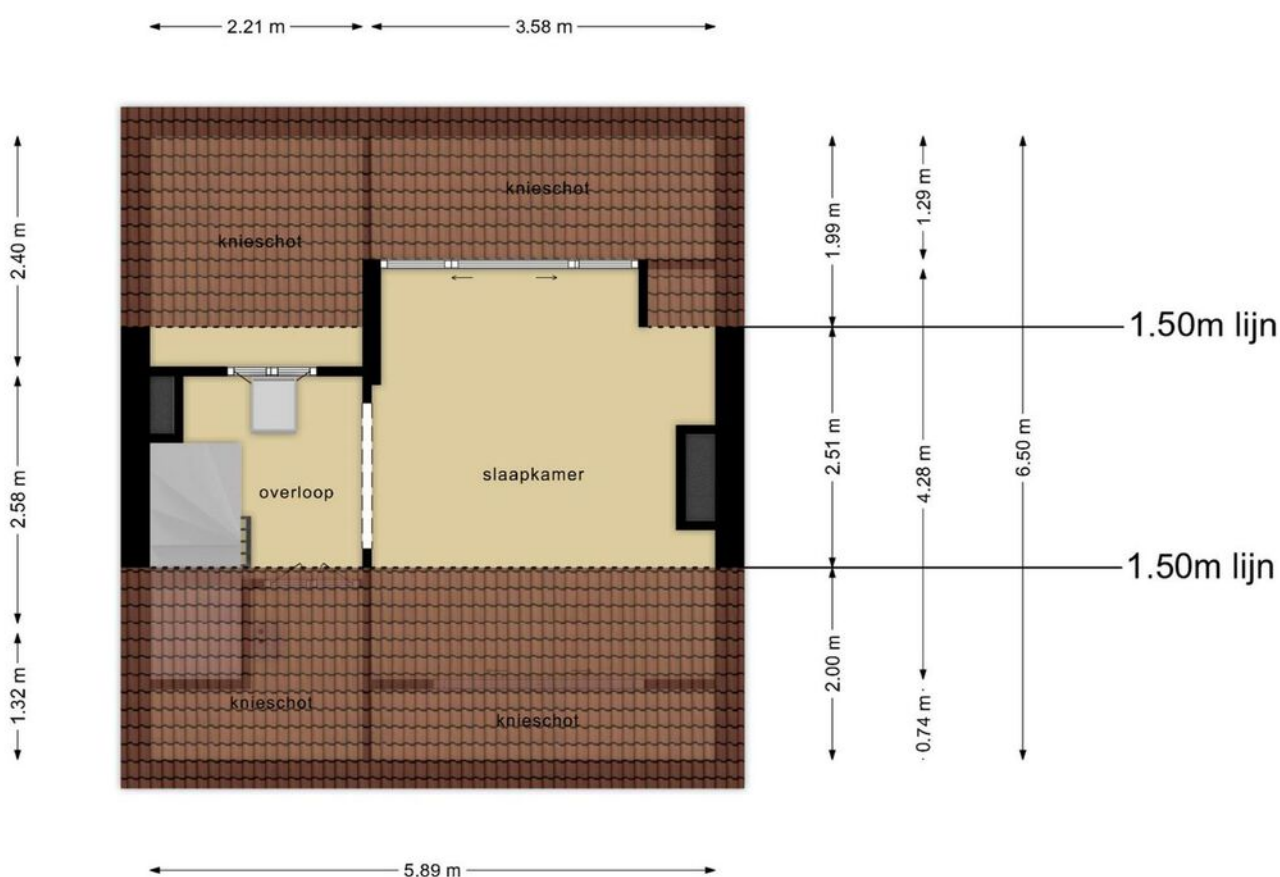 2.21 m
3.58 m
knieschot
knieschot
2.40 m
1.99 m
1.29 m
1.50m lijn
slaapkamer
overloop
2.58 m
2.51 m
4.28 m
6.50 m
1.50m lijn
knieschot
knieschot
1.32 m
2.00 m
0.74 m
5.89 m